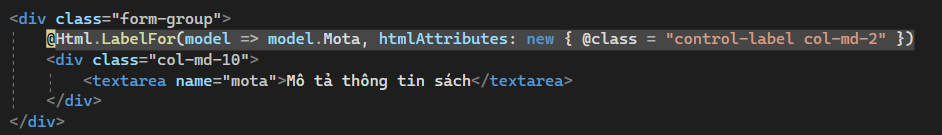 <div class="form-group">
@Html.LabelFor(model => model.Mota, htmlAttributes: new { @class = "control-label col-md-2" })
<div class="col-md-10">
<textarea name="mota">Mô tả thông tin sách</textarea>
</div>
</div>